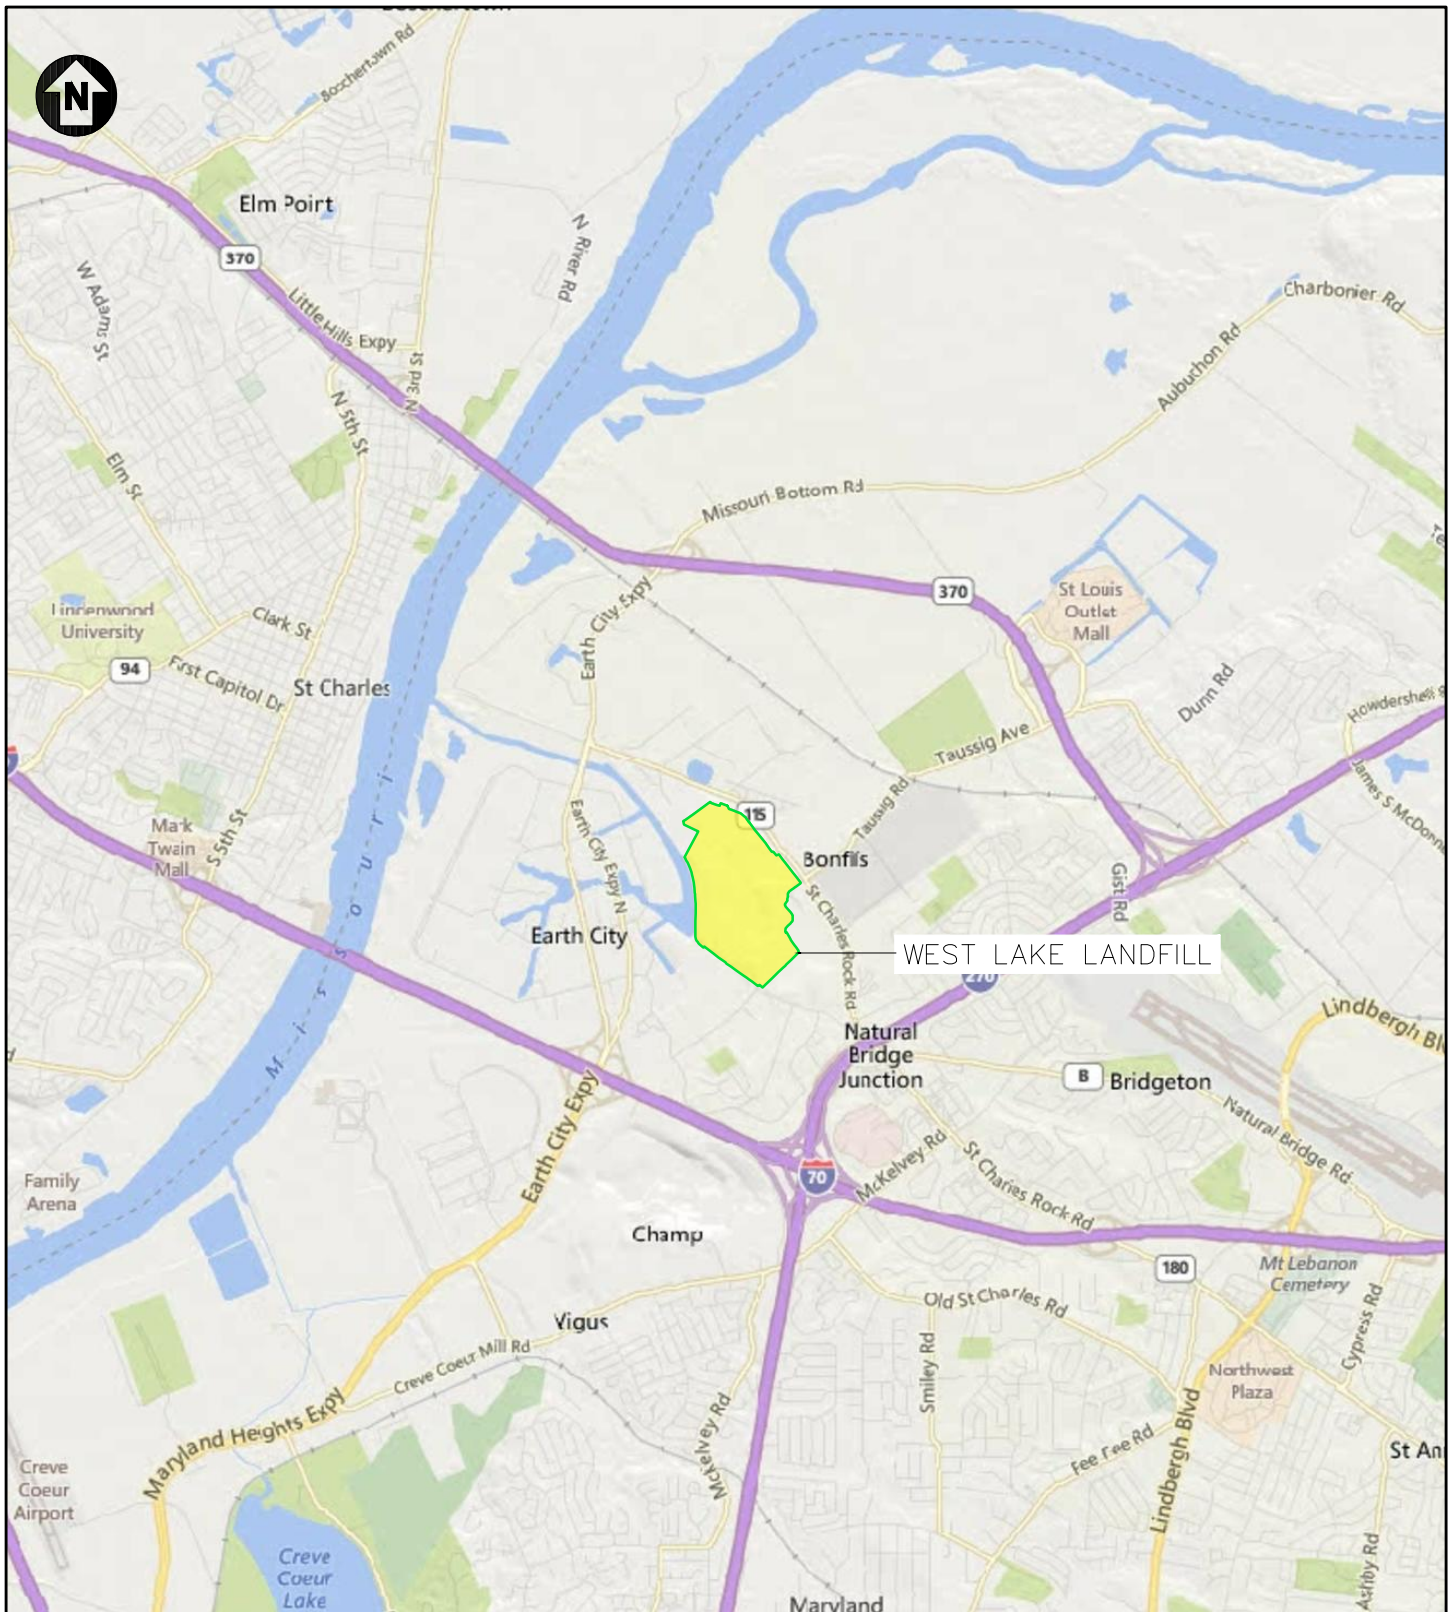 N
Boschertown Rd
Elm Point
370
N River Rd
W Adams St
Little Hills Expy
N 3rd St
N 5th St
Charbonier Rd
Aubuchon Rd
Elm St
Missouri Bottom Rd
370
St Louis
Outlet
Mall
Earth City Expy
Lindenwood
University
Clark St
94
First Capitol Dr
St Charles
Dunn Rd
Howdershell
Taussig Ave
James S McDonne
Taussig Rd
115
Mark
Twain
Mall
S 5th St
Earth City Expy N
Bonfils
Gist Rd
St Charles Rock Rd
Earth City
WEST LAKE LANDFILL
270
Missouri
Lindbergh Bl
Natural
Bridge
Junction
B
Bridgeton
Natural Bridge Rd
Earth City Expy
McKelvey Rd
St Charles Rock Rd
70
Family
Arena
Champ
180
Mt Lebanon
Cemetery
Old St Charles Rd
Vigus
Creve Coeur Mill Rd
Smiley Rd
Cypress Rd
Northwest
Plaza
Maryland Heights Expy
McKelvey Rd
Fee Fee Rd
Lindbergh Blvd
St An
Creve
Coeur
Airport
Creve
Coeur
Lake
Ashby Rd
Maryland